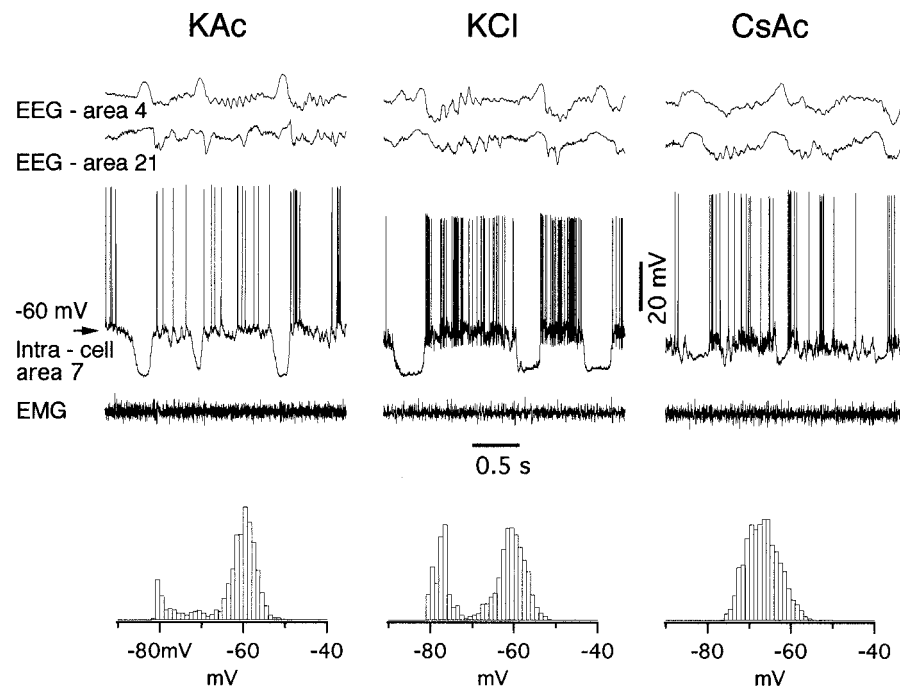 KAc KCl CsAc
EEG - area 4
EEG - area 21
-60 mV
20 mV
Intra - cell
area 7
EMG
0.5 s
-80mV -60 -40
-80 -60 -40
-80 -60 -40
mV mV mV